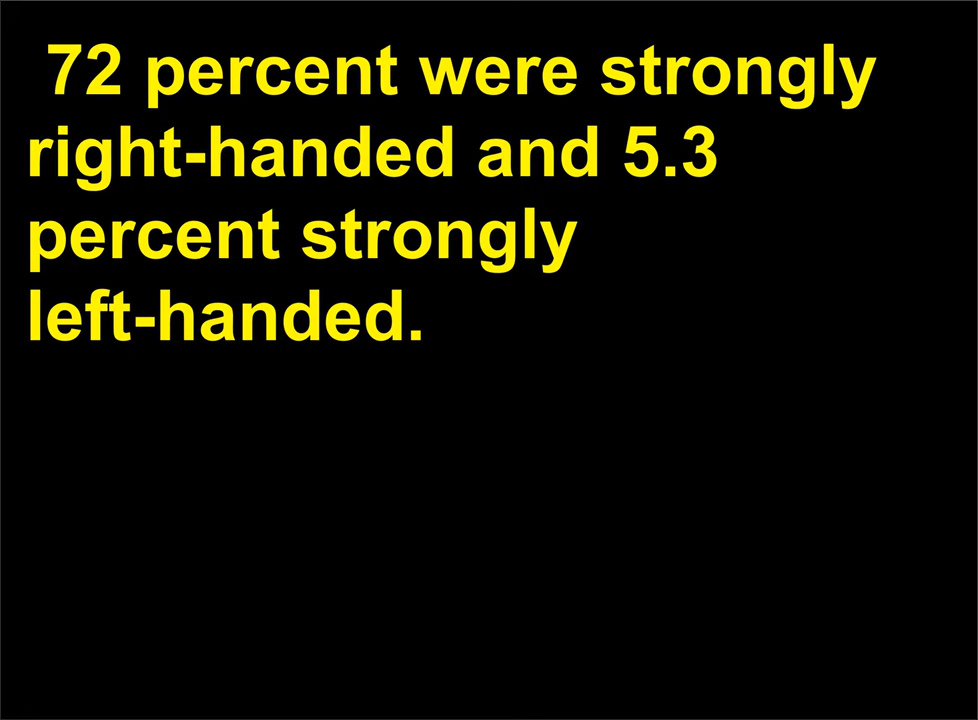 72 percent were strongly
right-handed and 5.3
percent strongly
left-handed.